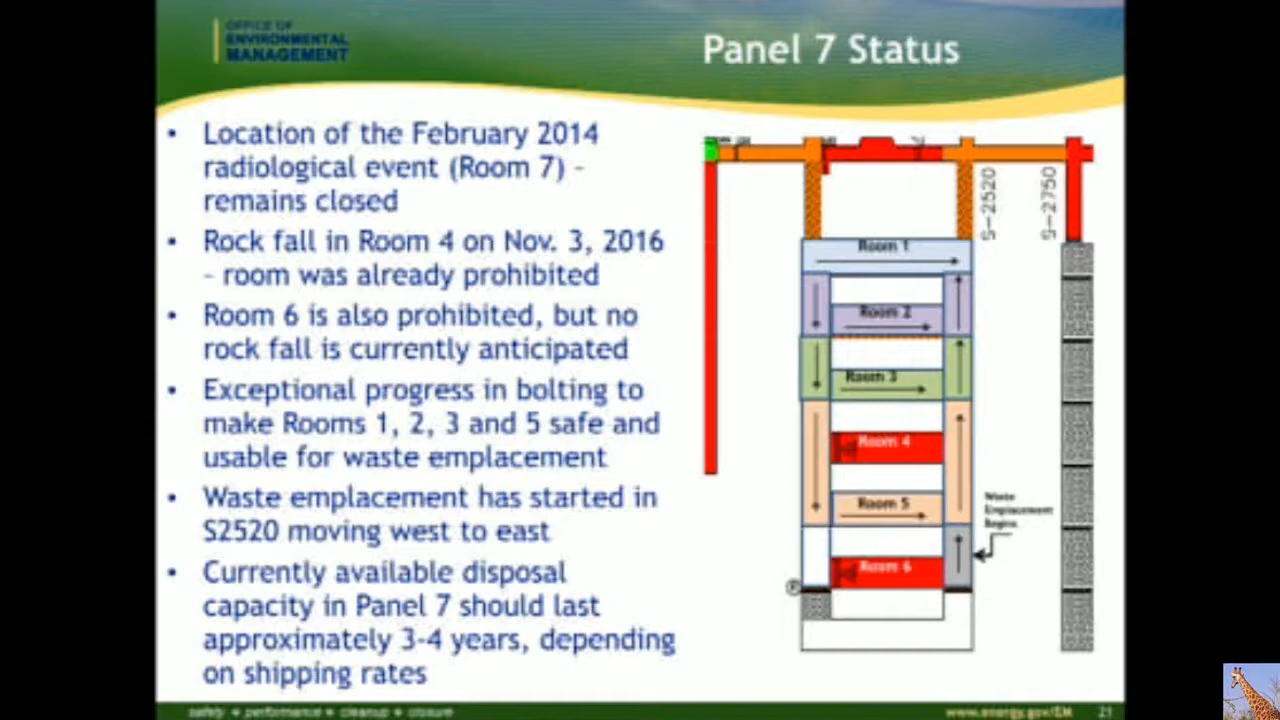 OFFICE OF
ENVIRONMENTAL
MANAGEMENT
Panel 7 Status
• Location of the February 2014
radiological event (Room 7) –
remains closed
• Rock fall in Room 4 on Nov. 3, 2016
– room was already prohibited
• Room 6 is also prohibited, but no
rock fall is currently anticipated
• Exceptional progress in bolting to
make Rooms 1, 2, 3 and 5 safe and
usable for waste emplacement
• Waste emplacement has started in
S2520 moving west to east
• Currently available disposal
capacity in Panel 7 should last
approximately 3-4 years, depending
on shipping rates
S-2520
S-2750
Room 1
Room 2
Room 3
Room 4
Room 5
Room 6
Waste
Emplacement
Begins
safety ✦ performance ✦ cleanup ✦ closure
www.energy.gov/EM
21